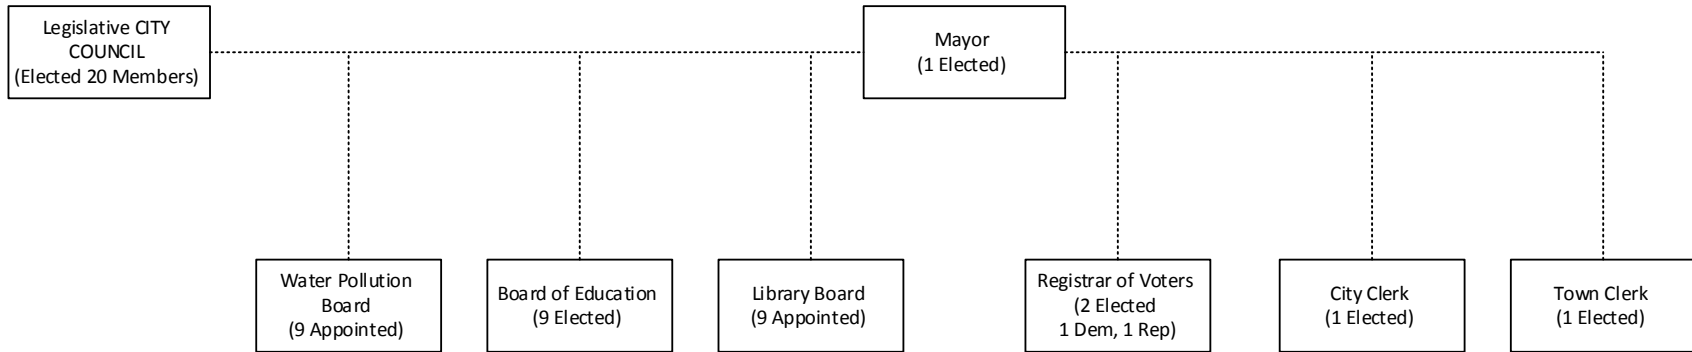 Legislative CITY
COUNCIL
(Elected 20 Members)
Mayor
(1 Elected)
Water Pollution
Board
(9 Appointed)
Board of Education
(9 Elected)
Library Board
(9 Appointed)
Registrar of Voters
(2 Elected
1 Dem, 1 Rep)
City Clerk
(1 Elected)
Town Clerk
(1 Elected)